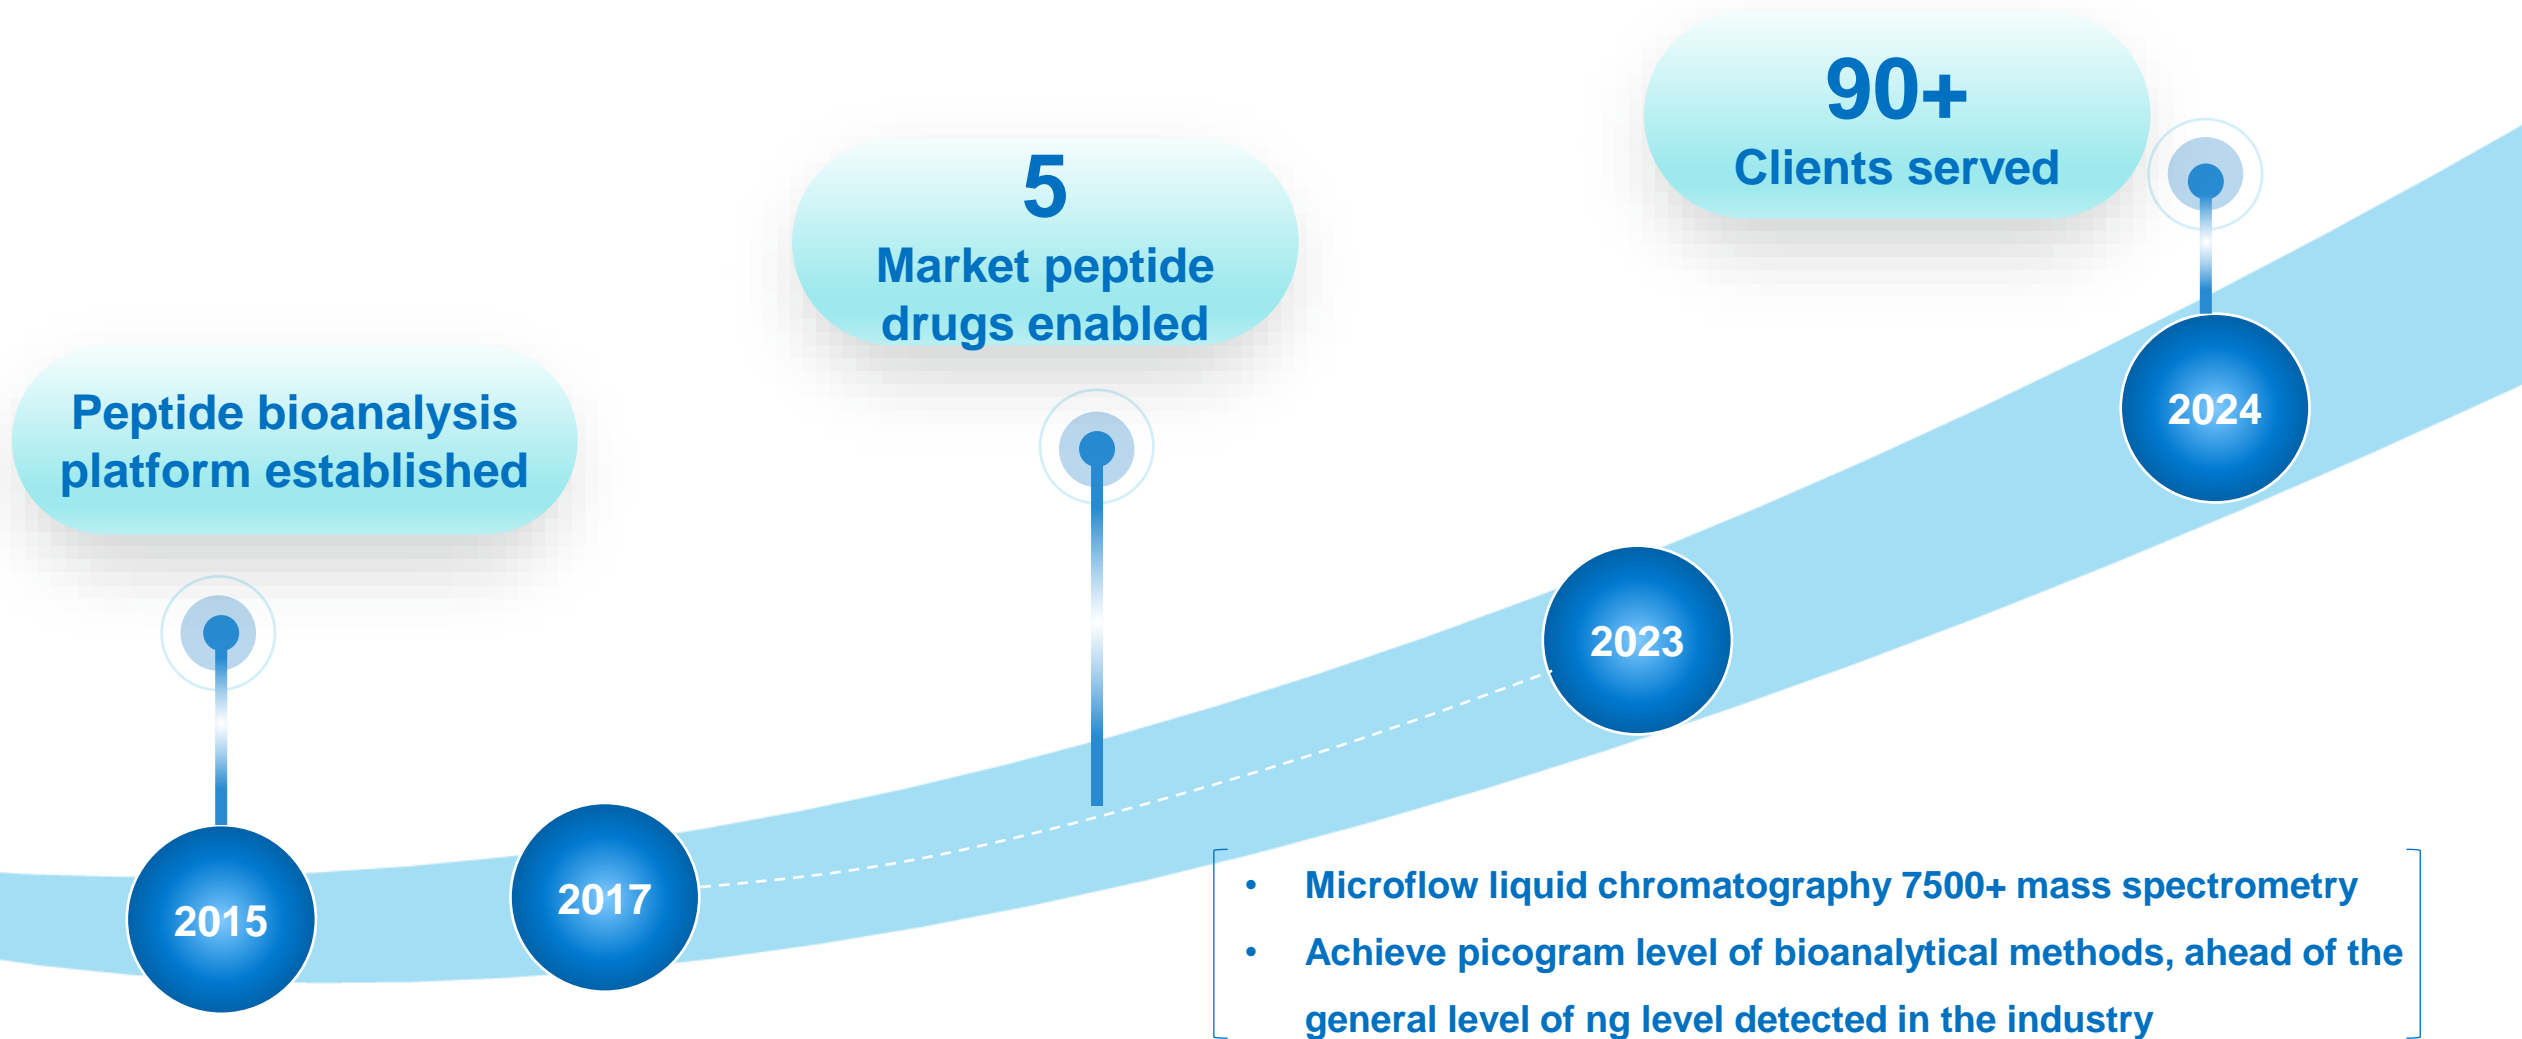 90+
Clients served
5
Market peptide
drugs enabled
Peptide bioanalysis
platform established
2024
2023
2017
2015
• Microflow liquid chromatography 7500+ mass spectrometry
• Achieve picogram level of bioanalytical methods, ahead of the
general level of ng level detected in the industry